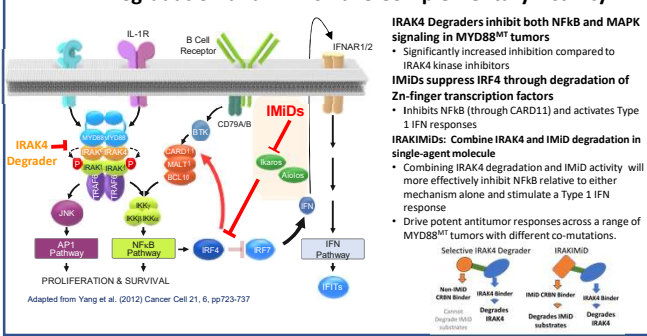 IL-1R
B Cell
Receptor
IFNAR1/2
CD79A/B
BTK
IMiDs
MYD88 MYD88
IRAK4
Degrader
P
P
CARD11
MALT1
BCL10
Ikaros
Aiolos
TRAF6
TRAF6
JNK
IKKγ
IKKβ IKKα
IFN
AP1
Pathway
NFκB
Pathway
IRF4
IRF7
IFN
Pathway
IFITs
PROLIFERATION & SURVIVAL
Adapted from Yang et al. (2012) Cancer Cell 21, 6, pp723-737
IRAK4 Degraders inhibit both NFkB and MAPK
signaling in MYD88MT tumors
• Significantly increased inhibition compared to
IRAK4 kinase inhibitors
IMiDs suppress IRF4 through degradation of
Zn-finger transcription factors
• Inhibits NFkB (through CARD11) and activates Type
1 IFN responses
IRAKIMiDs: Combine IRAK4 and IMiD degradation in
single-agent molecule
• Combining IRAK4 degradation and IMiD activity will
more effectively inhibit NFkB relative to either
mechanism alone and stimulate a Type 1 IFN
response
• Drive potent antitumor responses across a range of
MYD88MT tumors with different co-mutations.
Selective IRAK4 Degrader
IRAKIMiD
Non-IMiD
CRBN Binder
IRAK4 Binder
IMiD CRBN Binder
IRAK4 Binder
Cannot
Degrade IMiD
substrates
Degrades
IRAK4
Degrades IMiD
substrates
Degrades
IRAK4